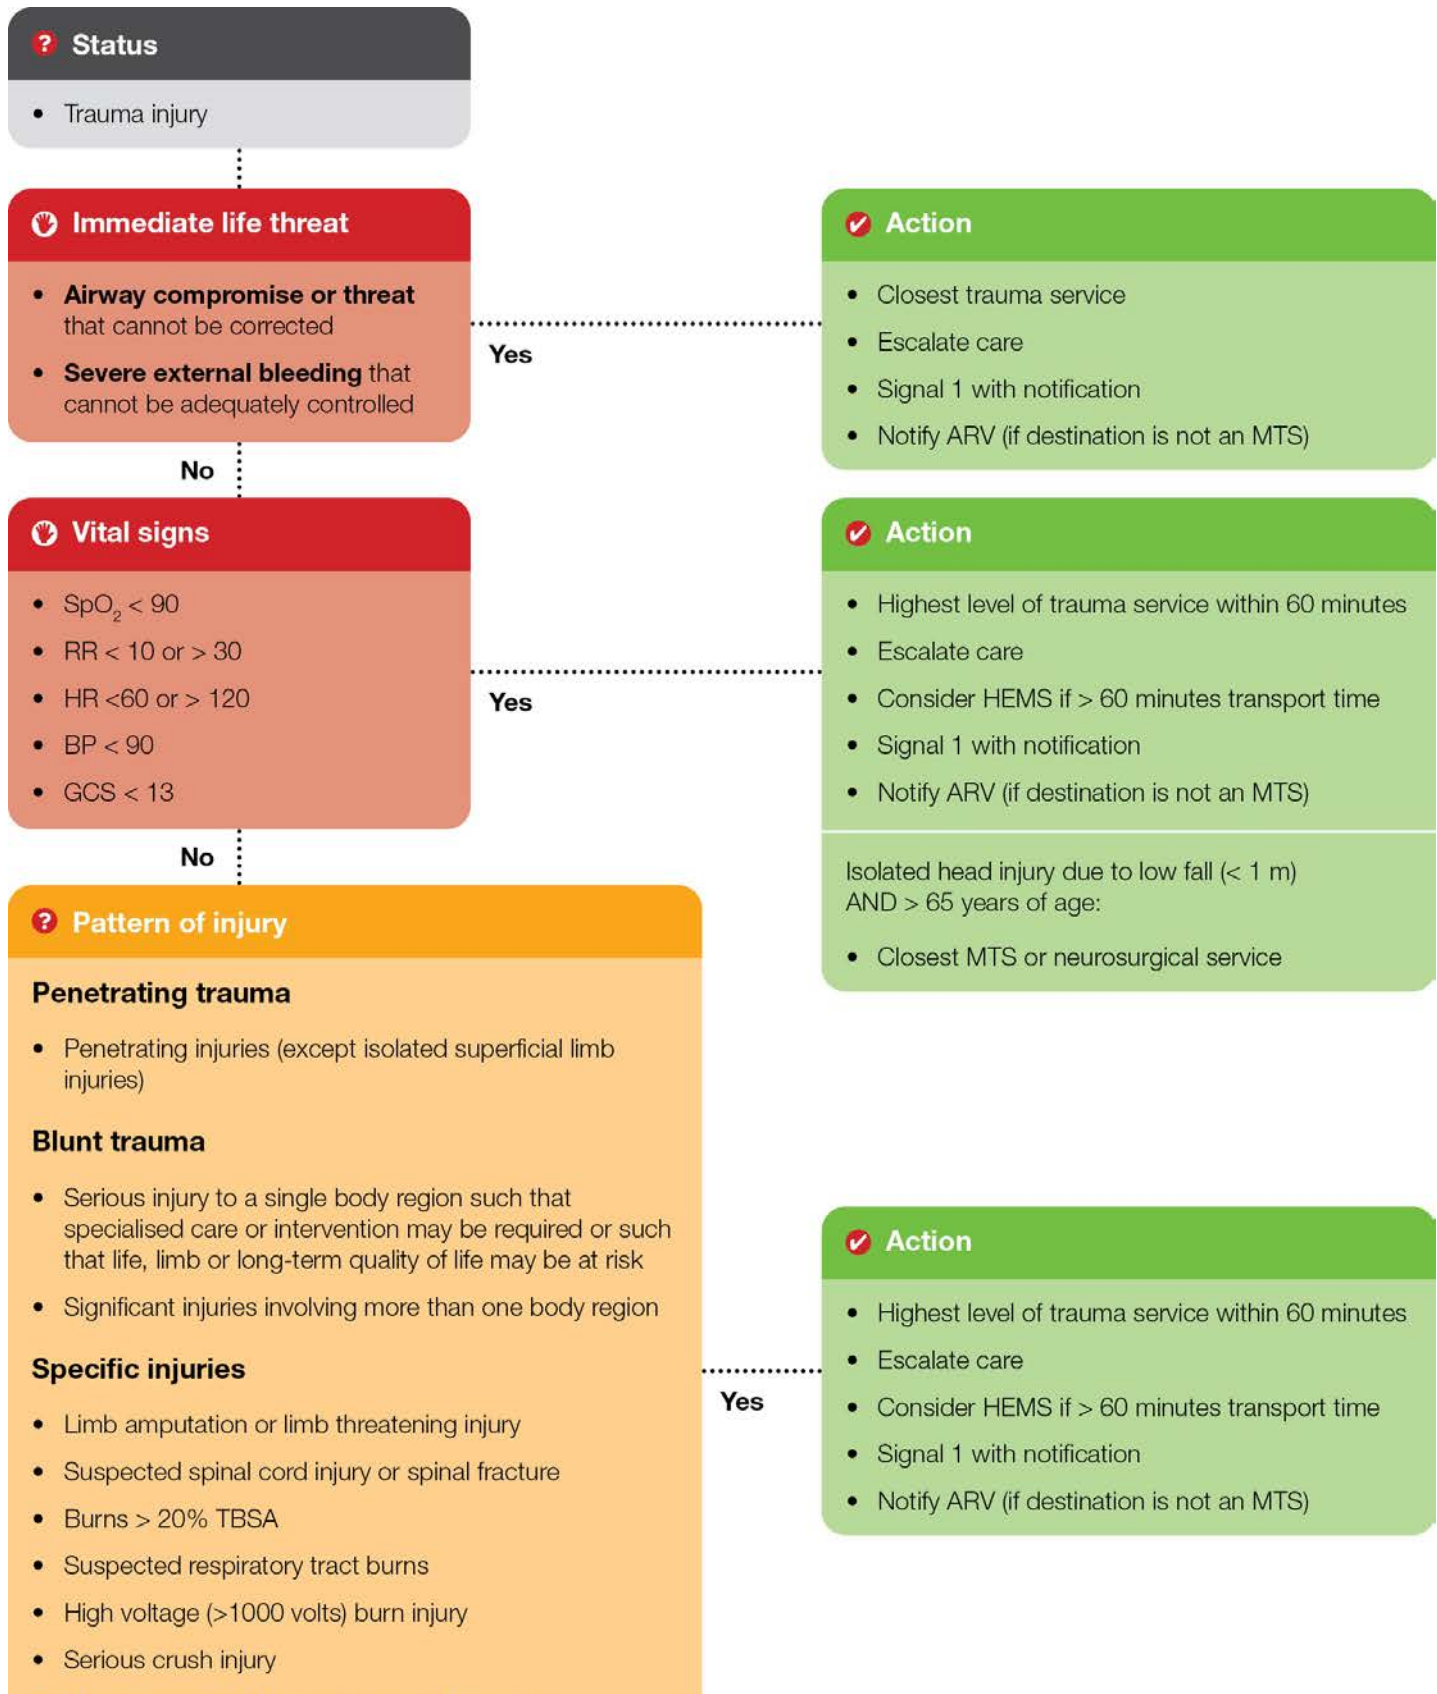 Status
• Trauma injury
Immediate life threat
• Airway compromise or threat
that cannot be corrected
• Severe external bleeding that
cannot be adequately controlled
Yes
Action
• Closest trauma service
• Escalate care
• Signal 1 with notification
• Notify ARV (if destination is not an MTS)
No
Vital signs
• SpO₂ < 90
• RR < 10 or > 30
• HR <60 or > 120
• BP < 90
• GCS < 13
Yes
Action
• Highest level of trauma service within 60 minutes
• Escalate care
• Consider HEMS if > 60 minutes transport time
• Signal 1 with notification
• Notify ARV (if destination is not an MTS)
Isolated head injury due to low fall (< 1 m)
AND > 65 years of age:
• Closest MTS or neurosurgical service
No
Pattern of injury
Penetrating trauma
• Penetrating injuries (except isolated superficial limb
injuries)
Blunt trauma
• Serious injury to a single body region such that
specialised care or intervention may be required or such
that life, limb or long-term quality of life may be at risk
• Significant injuries involving more than one body region
Specific injuries
• Limb amputation or limb threatening injury
• Suspected spinal cord injury or spinal fracture
• Burns > 20% TBSA
• Suspected respiratory tract burns
• High voltage (>1000 volts) burn injury
• Serious crush injury
Yes
Action
• Highest level of trauma service within 60 minutes
• Escalate care
• Consider HEMS if > 60 minutes transport time
• Signal 1 with notification
• Notify ARV (if destination is not an MTS)